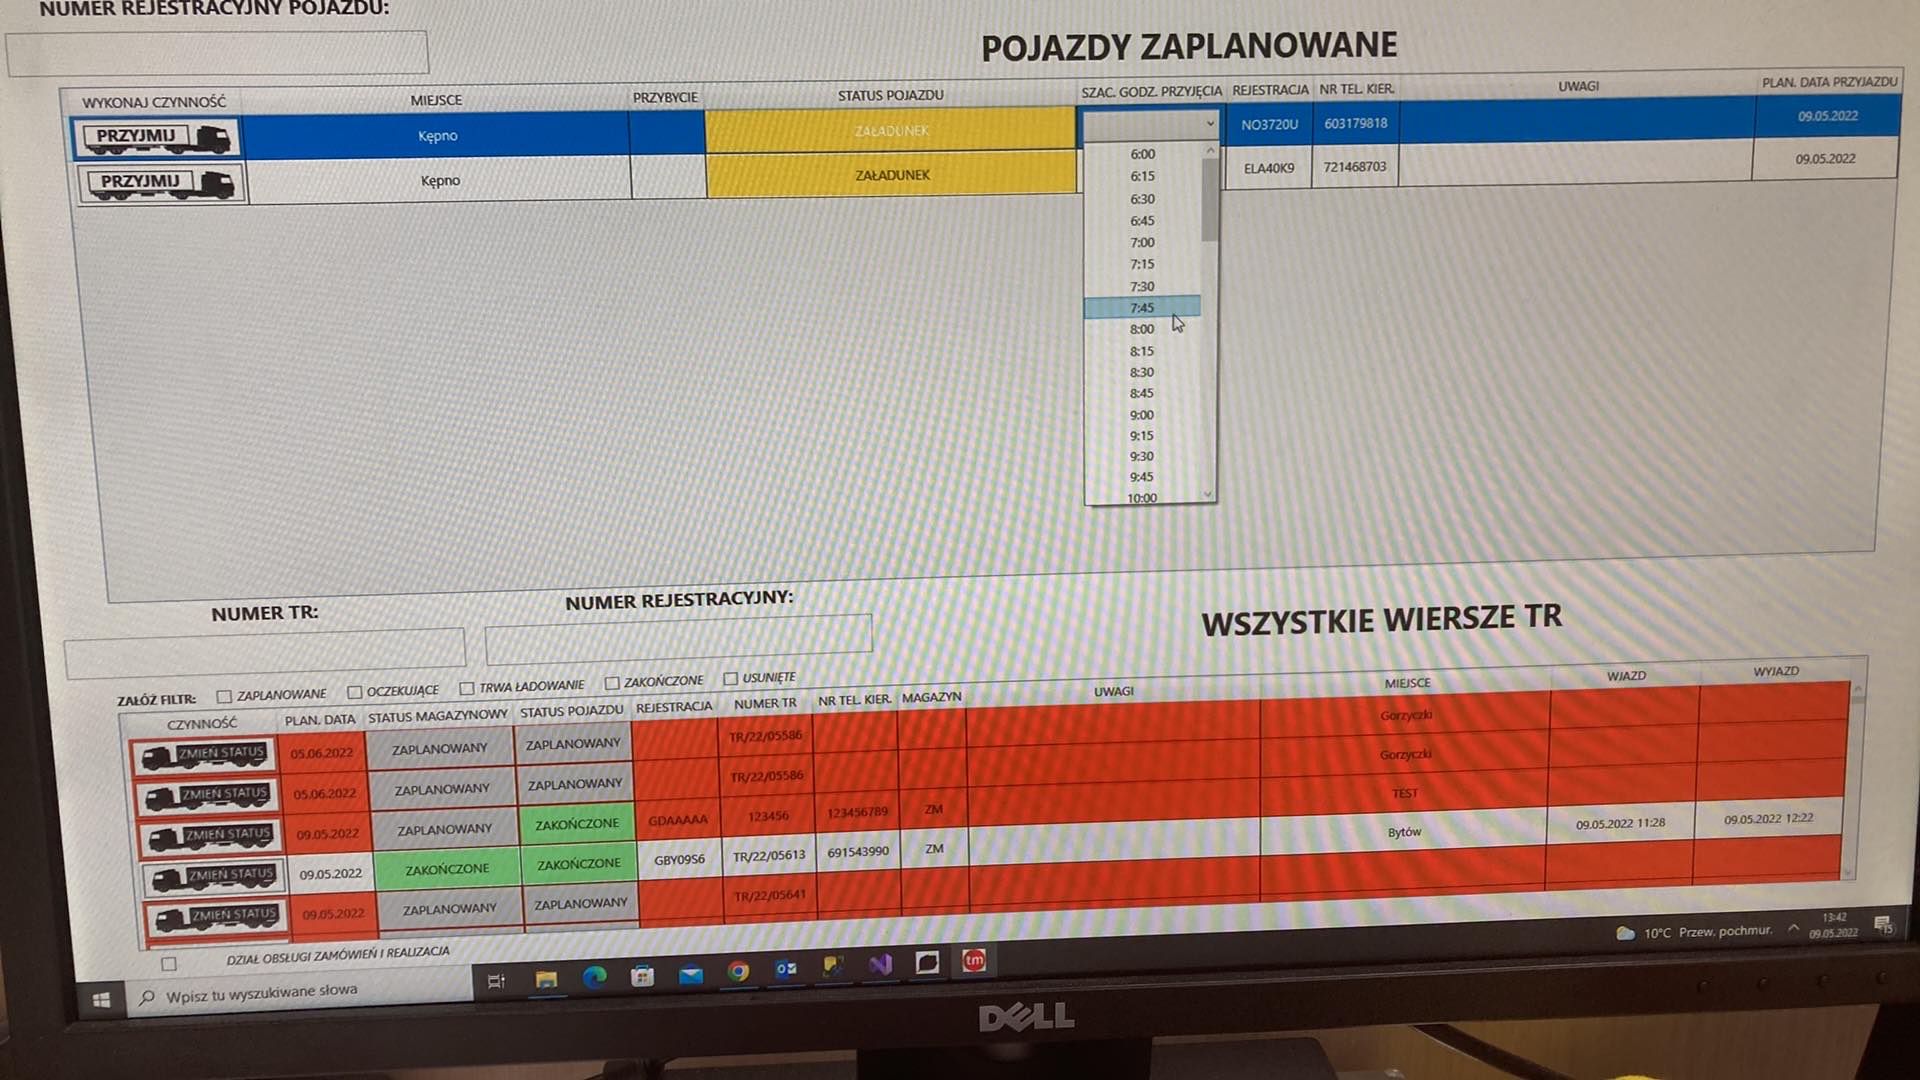 NUMER REJESTRACYJNY POJAZDU:
POJAZDY ZAPLANOWANE
WYKONAJ CZYNNOŚĆ MIEJSCE PRZYBYCIE STATUS POJAZDU SZAC. GODZ. PRZYJĘCIA REJESTRACJA NR TEL. KIER. UWAGI PLAN. DATA PRZYJAZDU
PRZYJMIJ Kępno ZAŁADUNEK NO3720U 603179818 09.05.2022
PRZYJMIJ Kępno ZAŁADUNEK ELA40K9 721468703 09.05.2022
6:00
6:15
6:30
6:45
7:00
7:15
7:30
7:45
8:00
8:15
8:30
8:45
9:00
9:15
9:30
9:45
10:00
NUMER TR: NUMER REJESTRACYJNY:
WSZYSTKIE WIERSZE TR
ZAŁÓŻ FILTR: ZAPLANOWANE OCZEKUJĄCE TRWA ŁADOWANIE ZAKOŃCZONE USUNIĘTE
CZYNNOŚĆ PLAN. DATA STATUS MAGAZYNOWY STATUS POJAZDU REJESTRACJA NUMER TR NR TEL. KIER. MAGAZYN UWAGI MIEJSCE WJAZD WYJAZD
ZMIEŃ STATUS 05.06.2022 ZAPLANOWANY ZAPLANOWANY TR/22/05586 Gorzyczki
ZMIEŃ STATUS 05.06.2022 ZAPLANOWANY ZAPLANOWANY TR/22/05586 Gorzyczki
ZMIEŃ STATUS 09.05.2022 ZAPLANOWANY ZAKOŃCZONE GDAAAAA 123456 123456789 ZM TEST
ZMIEŃ STATUS 09.05.2022 ZAKOŃCZONE ZAKOŃCZONE GBY09S6 TR/22/05613 691543990 ZM Bytów 09.05.2022 11:28 09.05.2022 12:22
ZMIEŃ STATUS 09.05.2022 ZAPLANOWANY ZAPLANOWANY TR/22/05641
DZIAŁ OBSŁUGI ZAMÓWIEŃ I REALIZACJA
Wpisz tu wyszukiwane słowa
tm
10°C Przew. pochmur.
13:42
09.05.2022
15
DELL